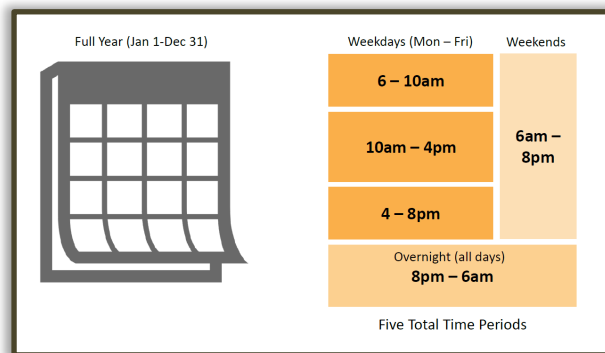 Full Year (Jan 1-Dec 31)
Weekdays (Mon – Fri)
Weekends
6 – 10am
10am – 4pm
4 – 8pm
6am –
8pm
Overnight (all days)
8pm – 6am
Five Total Time Periods